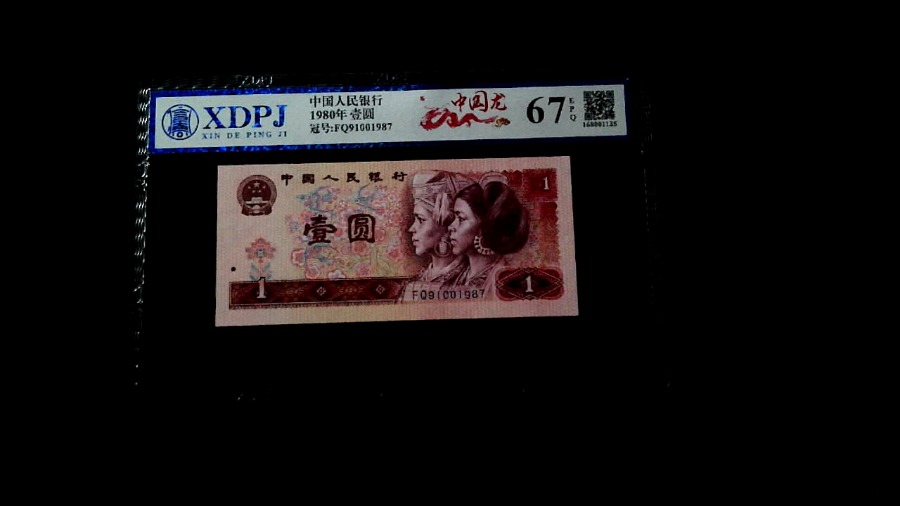 XDPJ
XIN DE PING JI
中国人民银行
1980年 壹圆
冠号:FQ91001987
中国龙
67
EPQ
168001128
中国人民银行
1
壹圆
1
FQ91001987
1